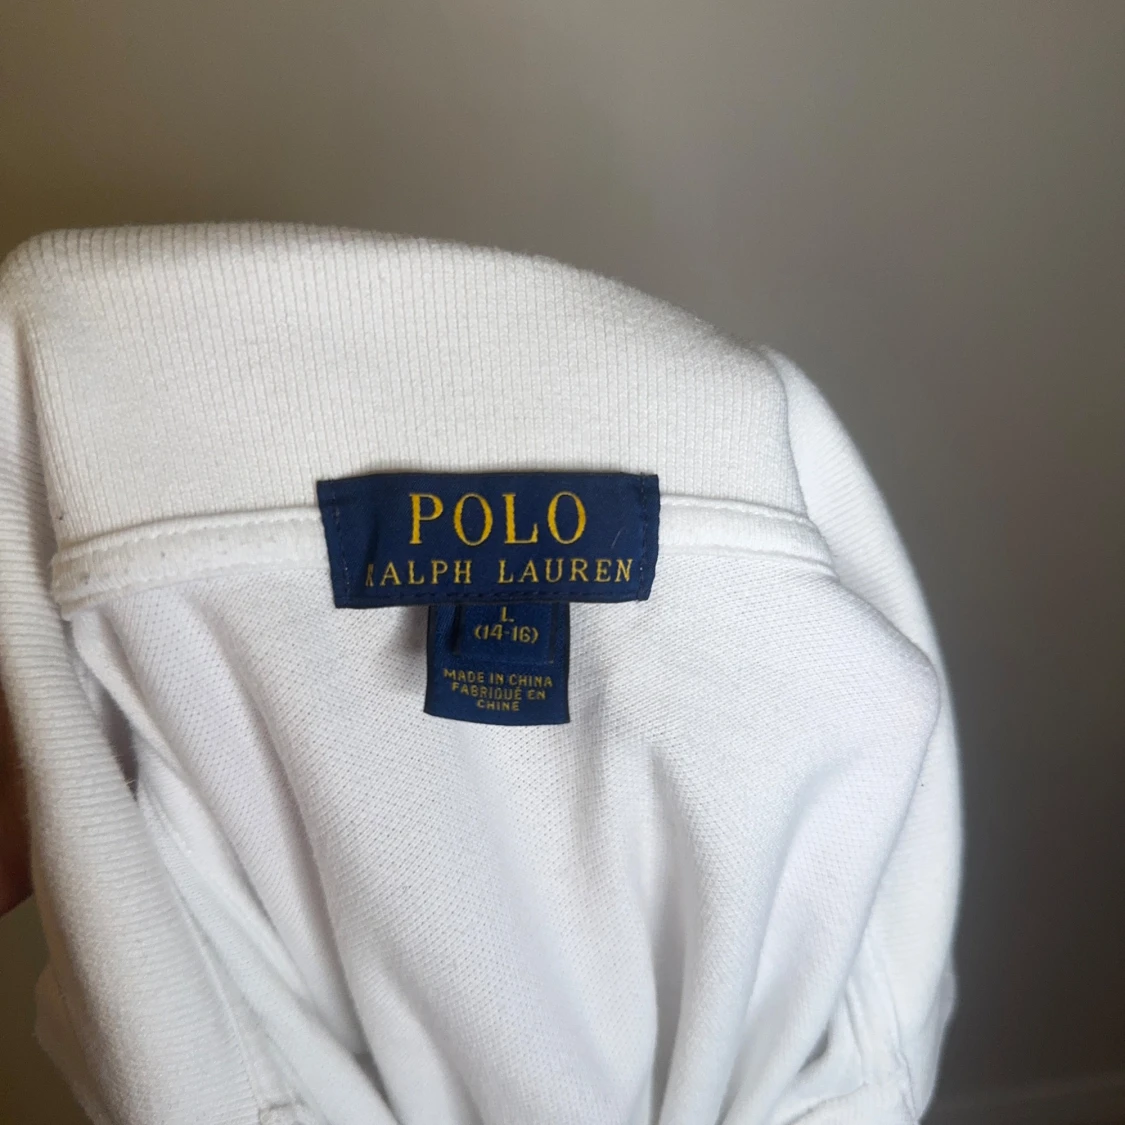 POLO
RALPH LAUREN
L
(14-16)
MADE IN CHINA
FABRIQUÉ EN
CHINE